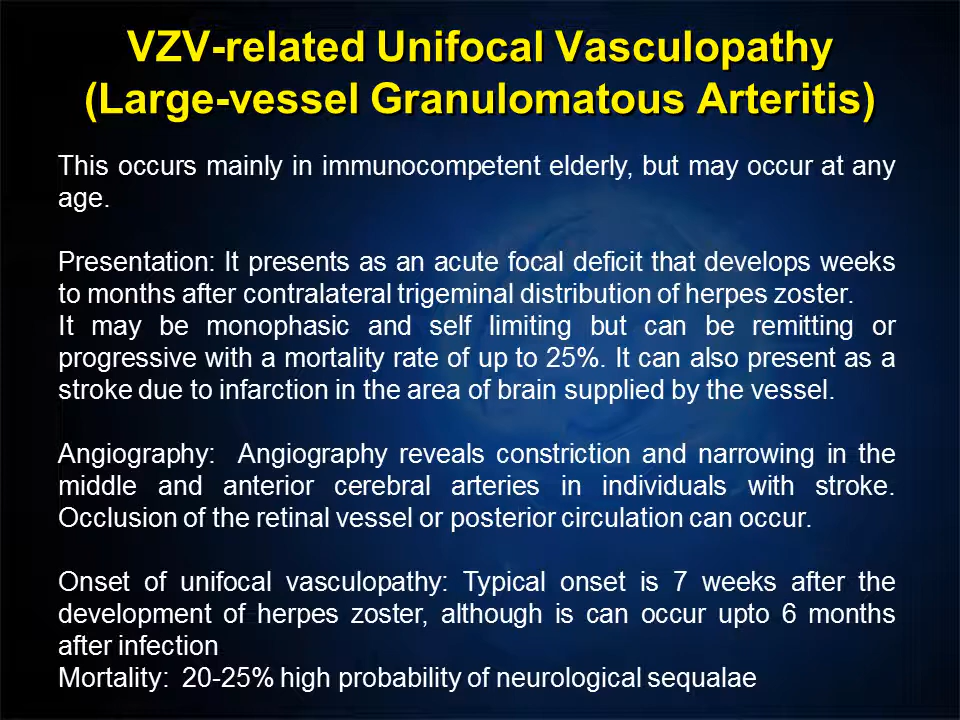 VZV-related Unifocal Vasculopathy
(Large-vessel Granulomatous Arteritis)
This occurs mainly in immunocompetent elderly, but may occur at any
age.
Presentation: It presents as an acute focal deficit that develops weeks
to months after contralateral trigeminal distribution of herpes zoster.
It may be monophasic and self limiting but can be remitting or
progressive with a mortality rate of up to 25%. It can also present as a
stroke due to infarction in the area of brain supplied by the vessel.
Angiography:  Angiography reveals constriction and narrowing in the
middle and anterior cerebral arteries in individuals with stroke.
Occlusion of the retinal vessel or posterior circulation can occur.
Onset of unifocal vasculopathy: Typical onset is 7 weeks after the
development of herpes zoster, although is can occur upto 6 months
after infection
Mortality:  20-25% high probability of neurological sequalae